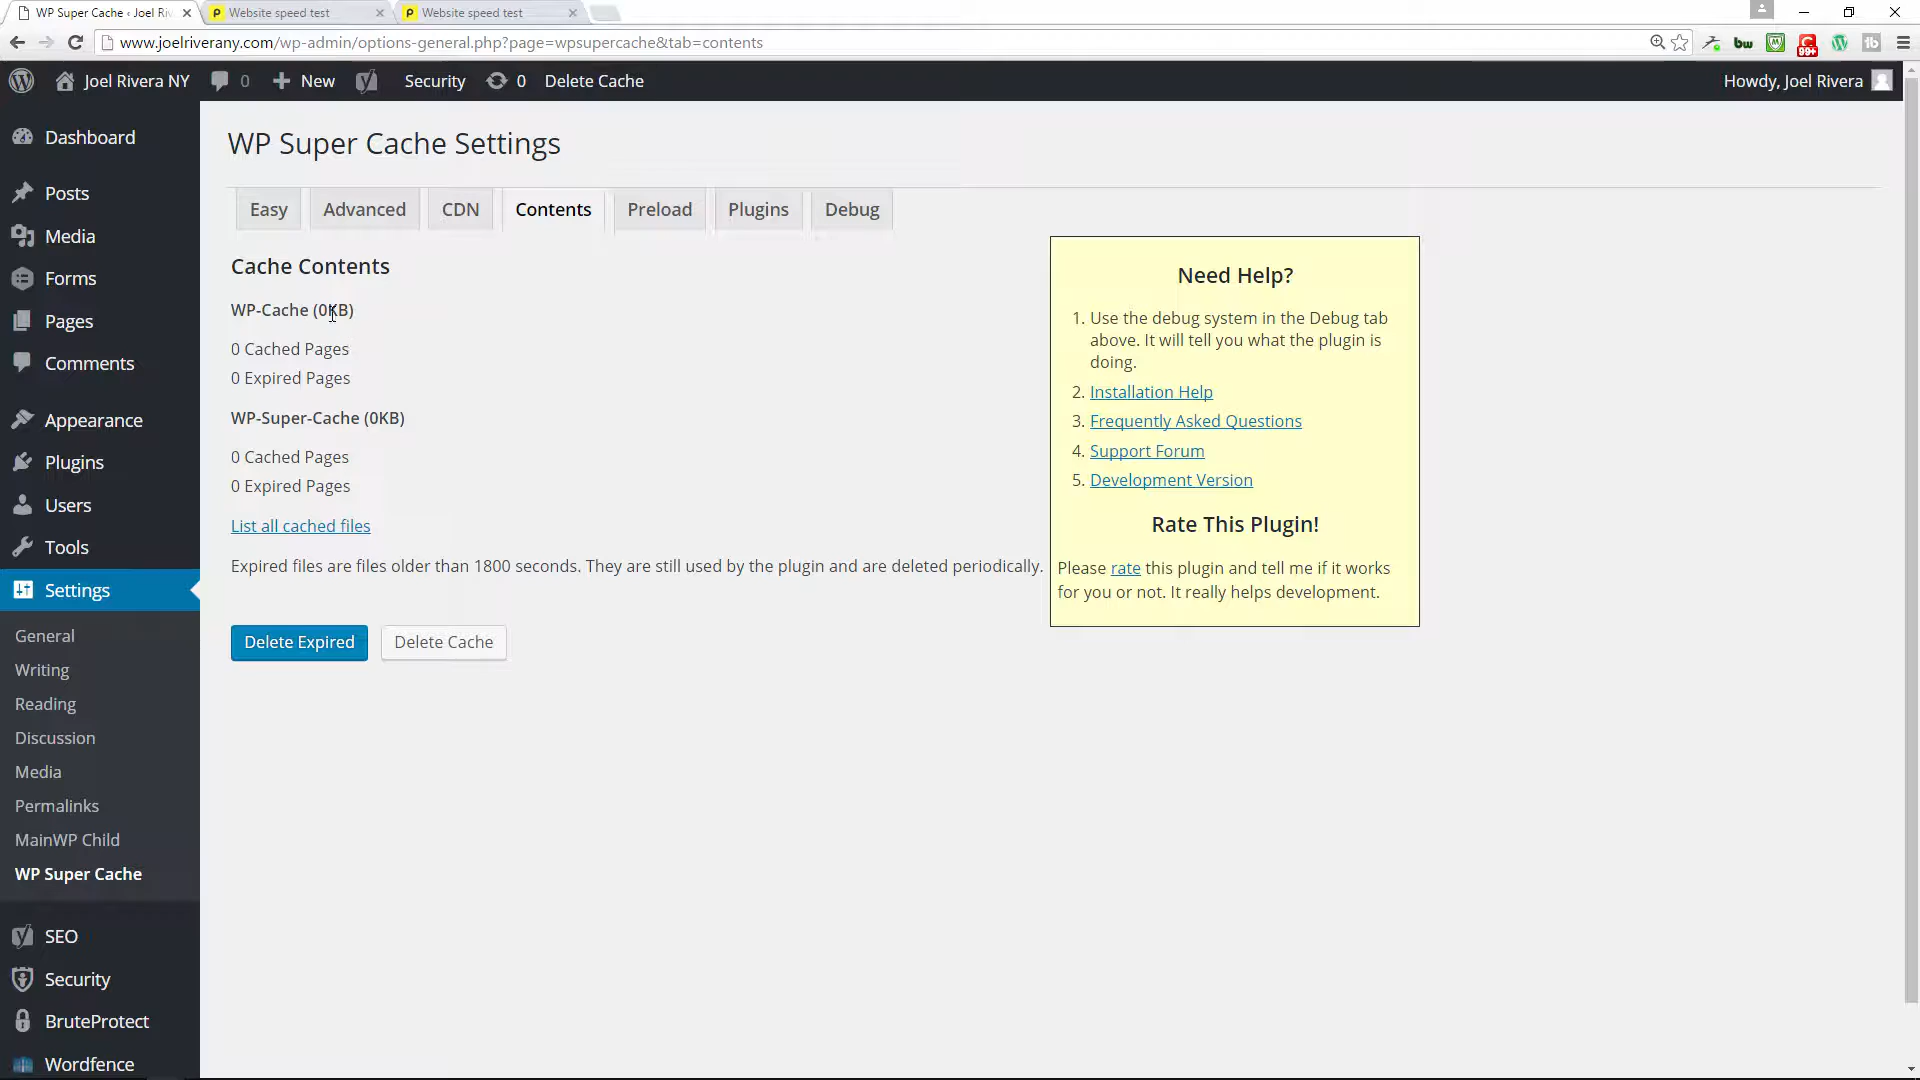 WP Super Cache ‹ Joel Ri
Website speed test
Website speed test
www.joelriverany.com/wp-admin/options-general.php?page=wpsupercache&tab=contents
bw
99+
Joel Rivera NY
0
New
Security
0
Delete Cache
Howdy, Joel Rivera
Dashboard
Posts
Media
Forms
Pages
Comments
Appearance
Plugins
Users
Tools
Settings
General
Writing
Reading
Discussion
Media
Permalinks
MainWP Child
WP Super Cache
SEO
Security
BruteProtect
Wordfence
WP Super Cache Settings
Easy
Advanced
CDN
Contents
Preload
Plugins
Debug
Cache Contents
WP-Cache (0KB)
0 Cached Pages
0 Expired Pages
WP-Super-Cache (0KB)
0 Cached Pages
0 Expired Pages
List all cached files
Expired files are files older than 1800 seconds. They are still used by the plugin and are deleted periodically.
Delete Expired
Delete Cache
Need Help?
1. Use the debug system in the Debug tab
above. It will tell you what the plugin is
doing.
2. Installation Help
3. Frequently Asked Questions
4. Support Forum
5. Development Version
Rate This Plugin!
Please rate this plugin and tell me if it works
for you or not. It really helps development.